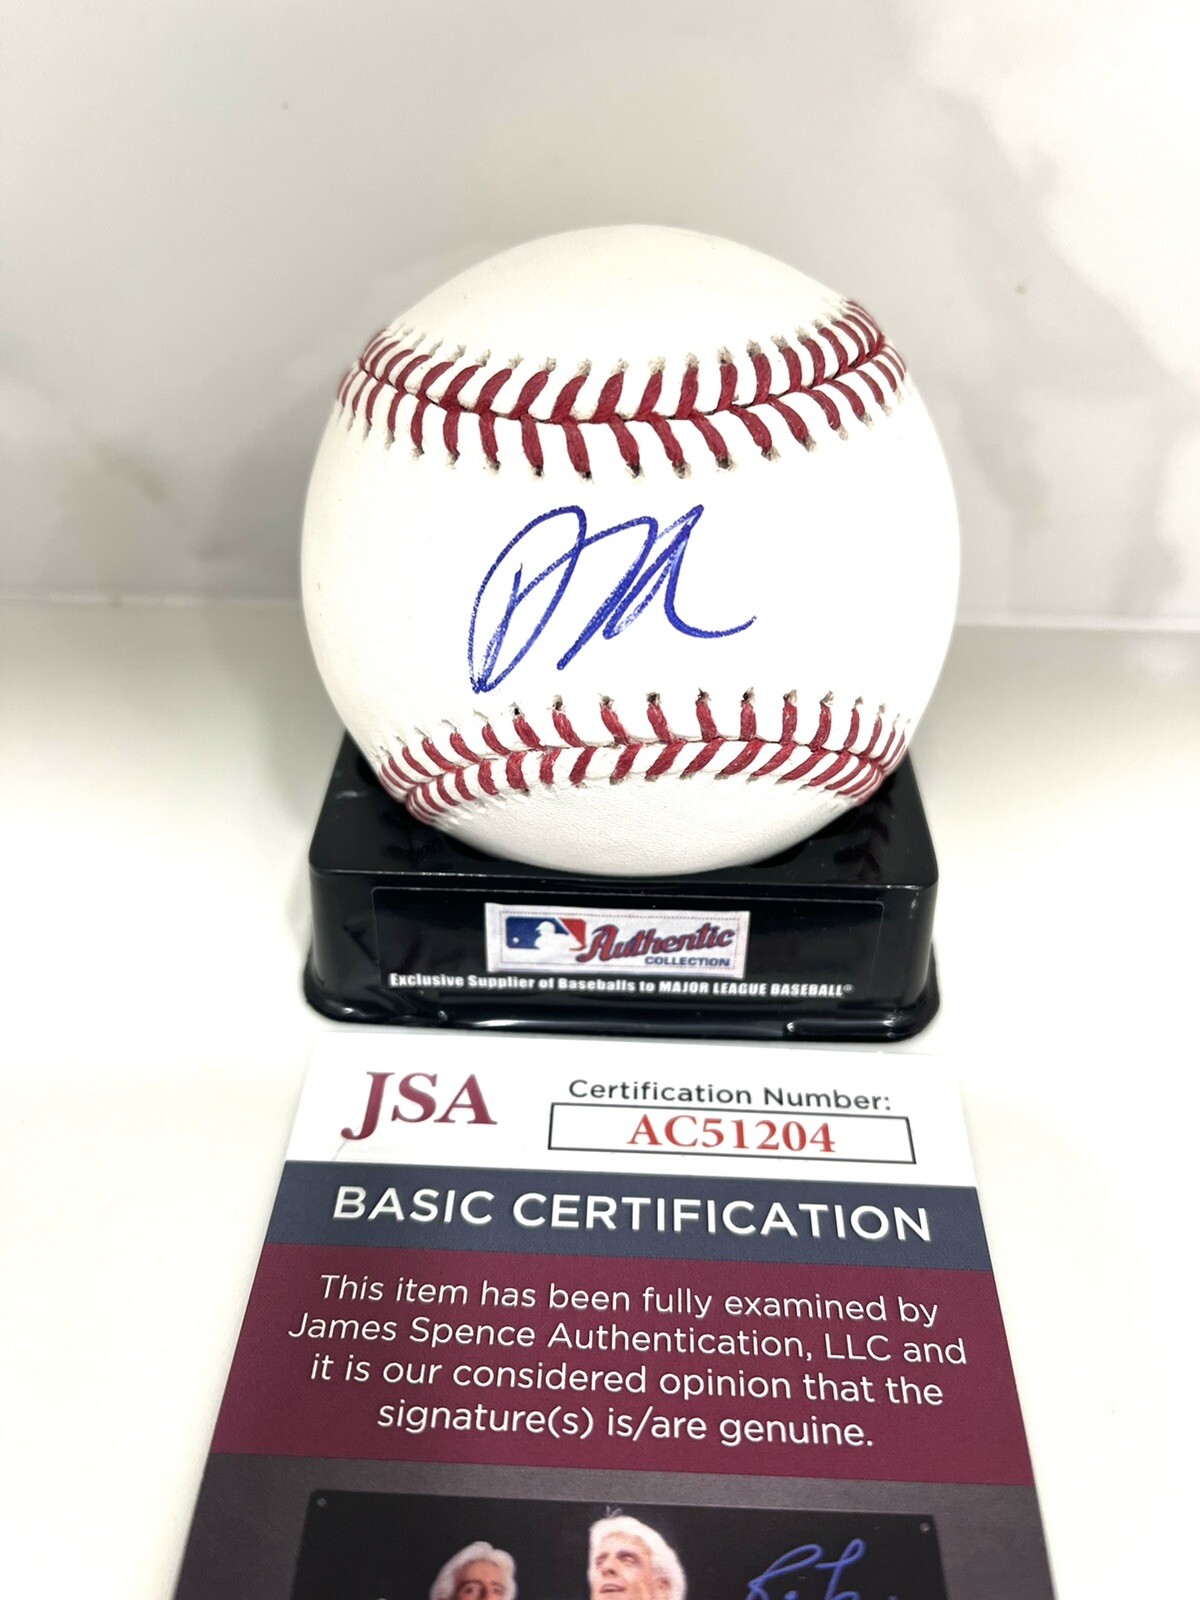 Authentic
COLLECTION
Exclusive Supplier of Baseballs to MAJOR LEAGUE BASEBALL®
JSA
Certification Number:
AC51204
BASIC CERTIFICATION
This item has been fully examined by
James Spence Authentication, LLC and
it is our considered opinion that the
signature(s) is/are genuine.